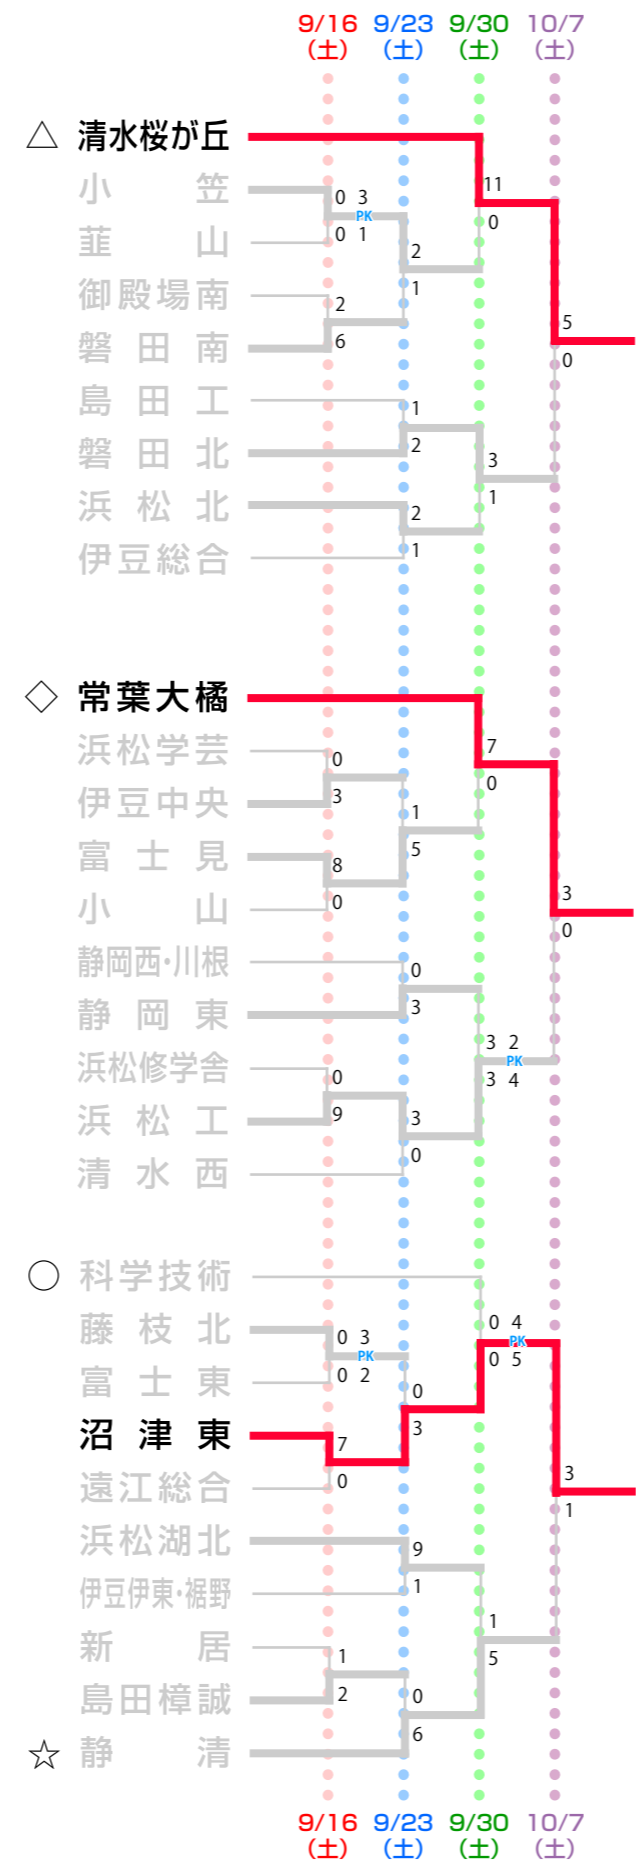 9/16 9/23 9/30 10/7
(土) (土) (土) (土)
△ 清水桜が丘
11
小笠
0 3
PK
韮山
0 1
0
2
御殿場南
1
2
5
磐田南
6
0
島田工
1
磐田北
2
3
浜松北
2
1
伊豆総合
1
◇ 常葉大橘
7
浜松学芸
0
0
伊豆中央
3
1
富士見
8
5
小山
0
3
0
静岡西・川根
0
静岡東
3
3 2
PK
浜松修学舎
0
3 4
浜松工
9
3
清水西
0
○ 科学技術
0 4
藤枝北
0 3
PK
PK
0 5
富士東
0 2
0
沼津東
7
3
遠江総合
0
3
1
浜松湖北
9
伊豆伊東・裾野
1
新居
1
1
5
島田樟誠
2
0
☆ 静清
6
9/16 9/23 9/30 10/7
(土) (土) (土) (土)